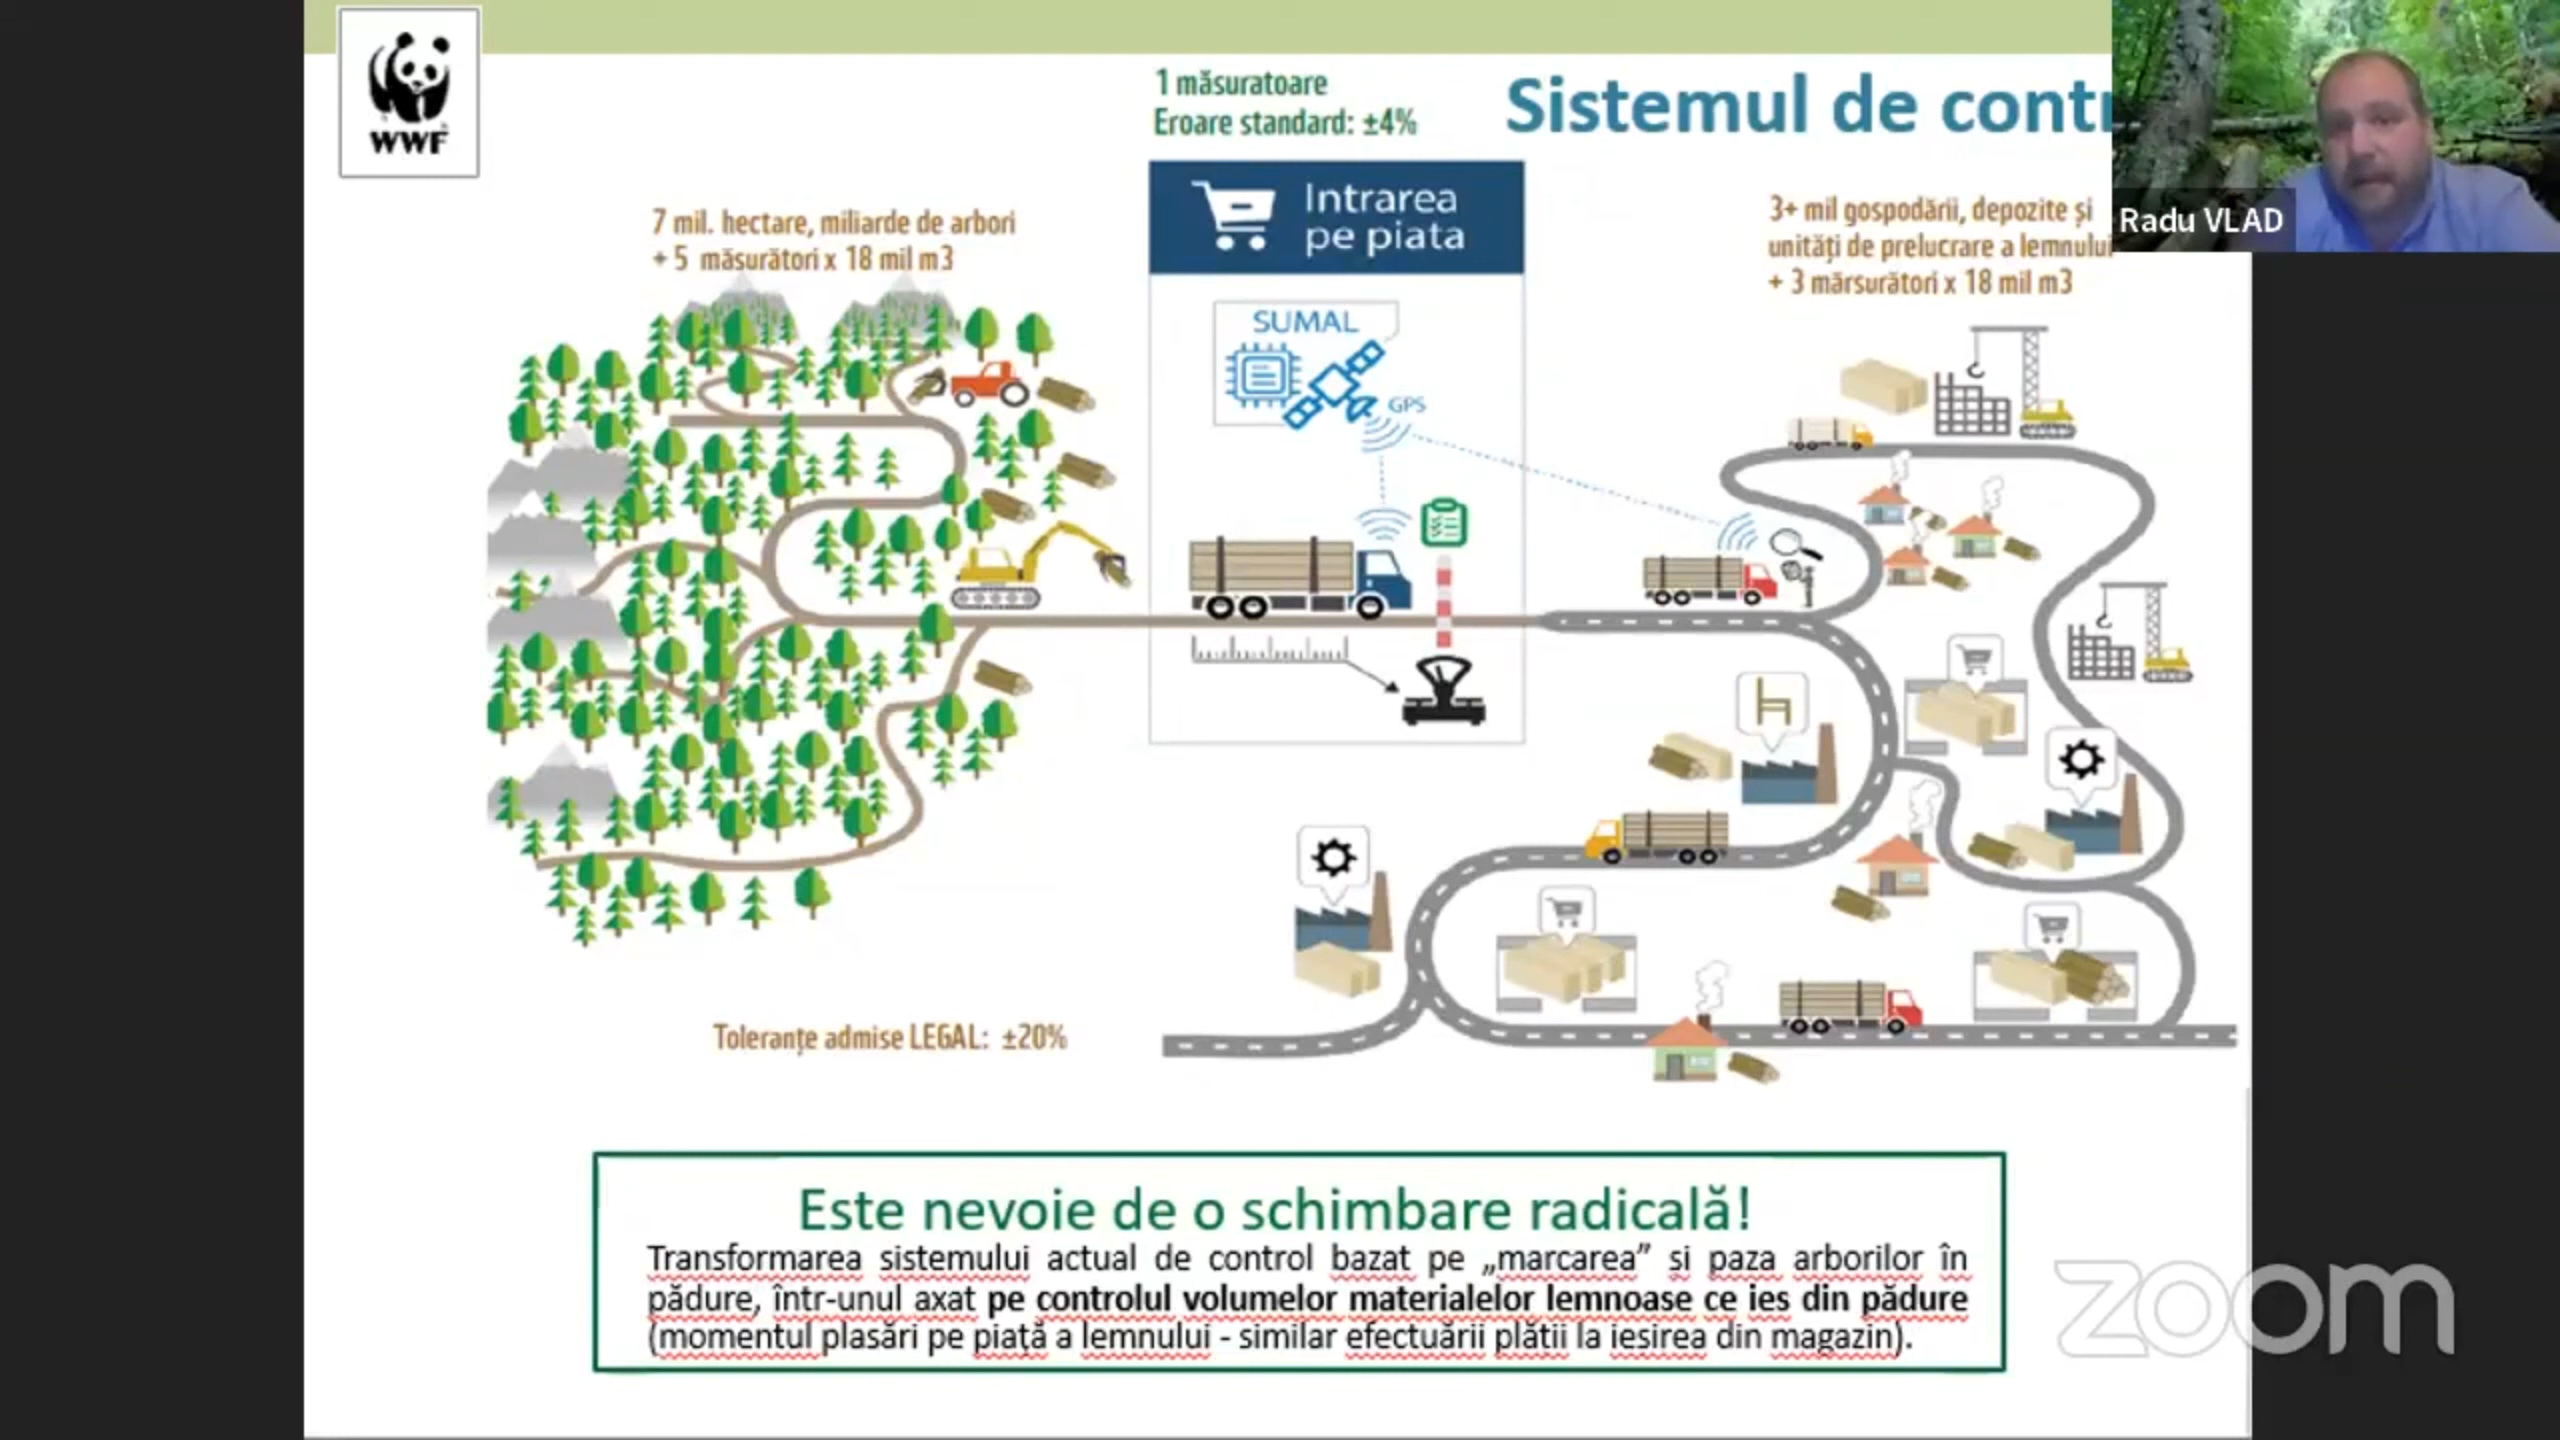 WWF
1 măsuratoare
Eroare standard: ±4%
Sistemul de contr
Radu VLAD
7 mil. hectare, miliarde de arbori
+ 5 măsurători x 18 mil m3
Intrarea
pe piata
3+ mil gospodării, depozite și
unități de prelucrare a lemnului
+ 3 mărsurători x 18 mil m3
SUMAL
GPS
Toleranțe admise LEGAL: ±20%
Este nevoie de o schimbare radicală!
Transformarea sistemului actual de control bazat pe „marcarea” si paza arborilor în
pădure, într-unul axat pe controlul volumelor materialelor lemnoase ce ies din pădure
(momentul plasări pe piață a lemnului - similar efectuării plătii la iesirea din magazin).
zoom